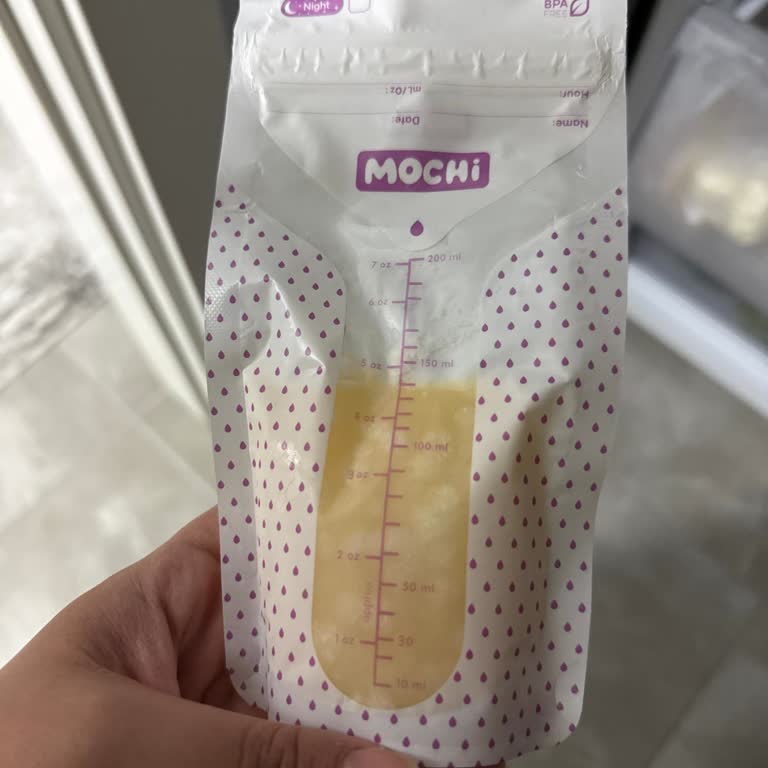 Night
BPA
FREE
mL/Oz:
Hour:
Date:
Name:
MOCHi
7 oz
200 ml
6 oz
5 oz
150 ml
4 oz
100 ml
3 oz
2 oz
50 ml
approx
1 oz
30
10 ml